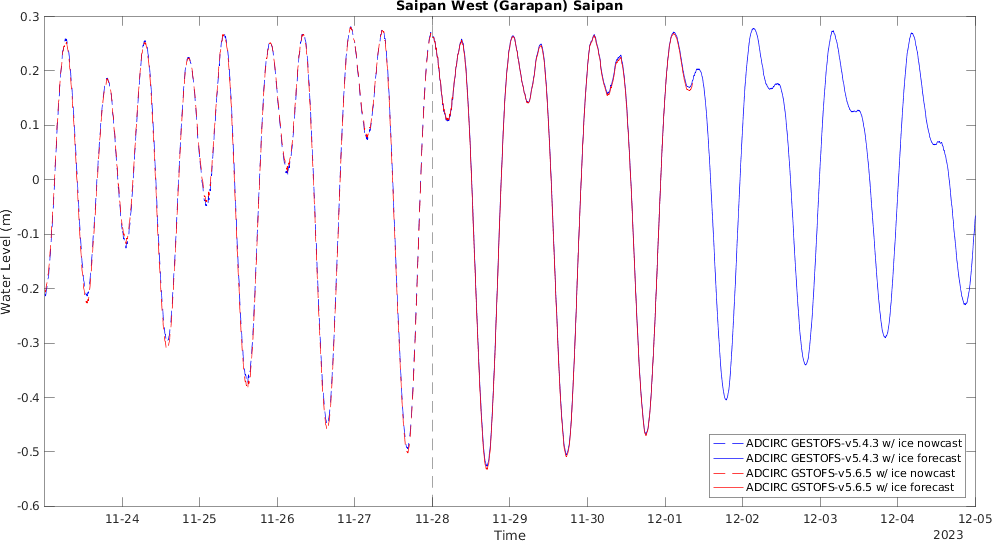 Saipan West (Garapan) Saipan
0.3
0.2
0.1
0
-0.1
-0.2
-0.3
-0.4
-0.5
-0.6
Water Level (m)
ADCIRC GESTOFS-v5.4.3 w/ ice nowcast
ADCIRC GESTOFS-v5.4.3 w/ ice forecast
ADCIRC GSTOFS-v5.6.5 w/ ice nowcast
ADCIRC GSTOFS-v5.6.5 w/ ice forecast
11-24 11-25 11-26 11-27 11-28 11-29 11-30 12-01 12-02 12-03 12-04 12-05
Time
2023